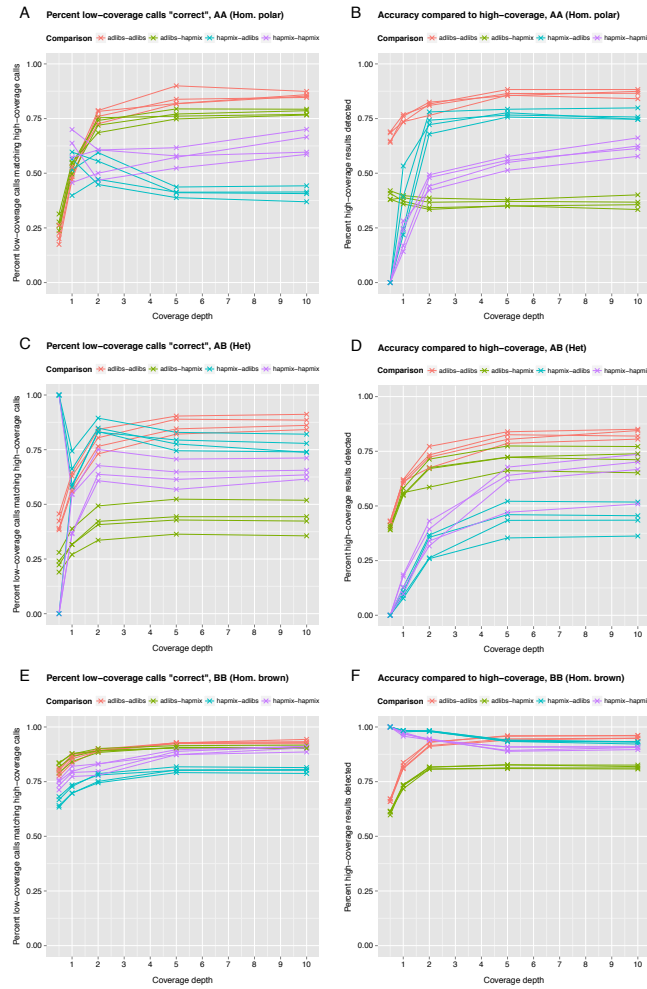 A
Percent low−coverage calls "correct", AA (Hom. polar)
Comparison adlibs−adlibs adlibs−hapmix hapmix−adlibs hapmix−hapmix
Percent low−coverage calls matching high−coverage calls
1.00
0.75
0.50
0.25
0.00
1 2 3 4 5 6 7 8 9 10
Coverage depth
B
Accuracy compared to high−coverage, AA (Hom. polar)
Comparison adlibs−adlibs adlibs−hapmix hapmix−adlibs hapmix−hapmix
Percent high−coverage results detected
1.00
0.75
0.50
0.25
0.00
1 2 3 4 5 6 7 8 9 10
Coverage depth
C
Percent low−coverage calls "correct", AB (Het)
Comparison adlibs−adlibs adlibs−hapmix hapmix−adlibs hapmix−hapmix
Percent low−coverage calls matching high−coverage calls
1.00
0.75
0.50
0.25
0.00
1 2 3 4 5 6 7 8 9 10
Coverage depth
D
Accuracy compared to high−coverage, AB (Het)
Comparison adlibs−adlibs adlibs−hapmix hapmix−adlibs hapmix−hapmix
Percent high−coverage results detected
1.00
0.75
0.50
0.25
0.00
1 2 3 4 5 6 7 8 9 10
Coverage depth
E
Percent low−coverage calls "correct", BB (Hom. brown)
Comparison adlibs−adlibs adlibs−hapmix hapmix−adlibs hapmix−hapmix
Percent low−coverage calls matching high−coverage calls
1.00
0.75
0.50
0.25
0.00
1 2 3 4 5 6 7 8 9 10
Coverage depth
F
Accuracy compared to high−coverage, BB (Hom. brown)
Comparison adlibs−adlibs adlibs−hapmix hapmix−adlibs hapmix−hapmix
Percent high−coverage results detected
1.00
0.75
0.50
0.25
0.00
1 2 3 4 5 6 7 8 9 10
Coverage depth